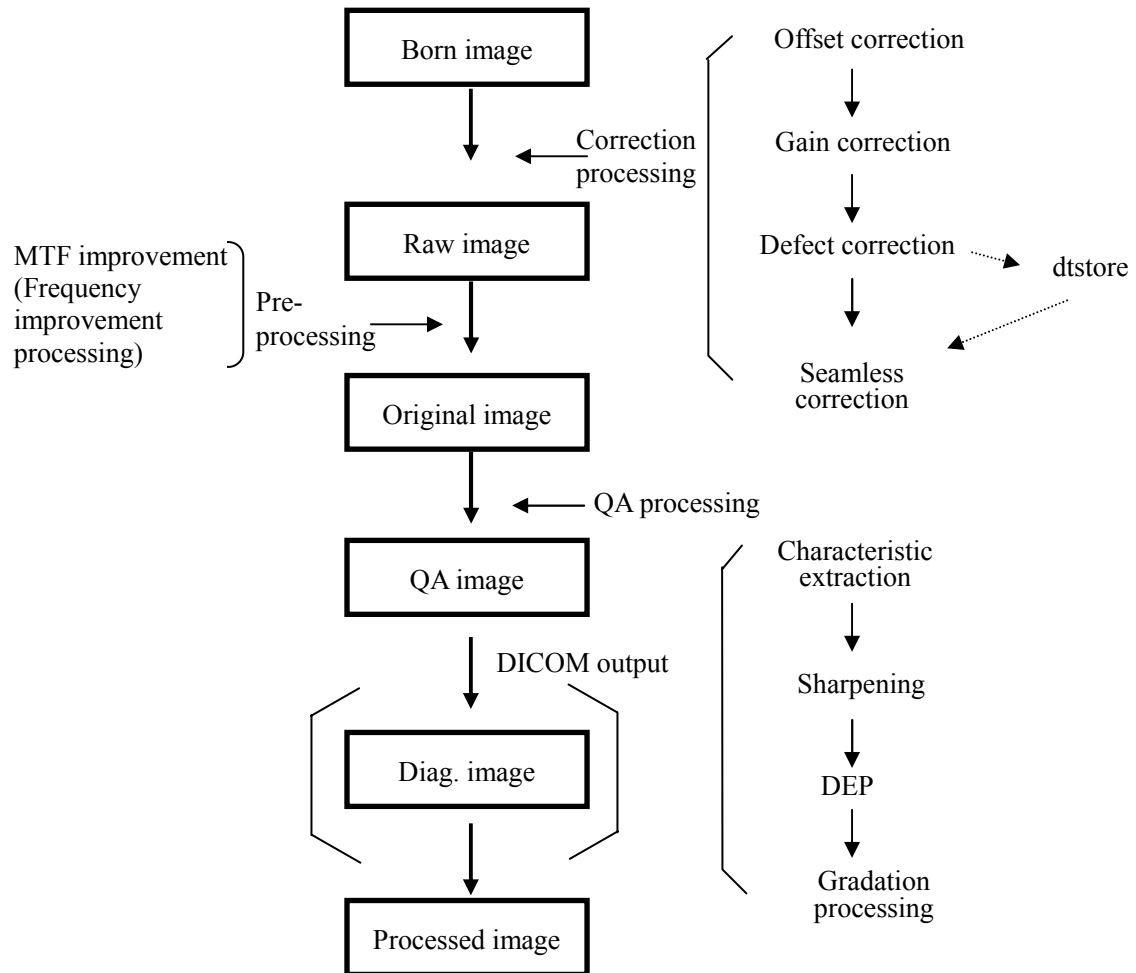 Born image
Offset correction
Correction
processing
Gain correction
Raw image
Defect correction
dtstore
MTF improvement
(Frequency
improvement
processing)
Pre-
processing
Seamless
correction
Original image
QA processing
QA image
Characteristic
extraction
DICOM output
Sharpening
Diag. image
DEP
Gradation
processing
Processed image